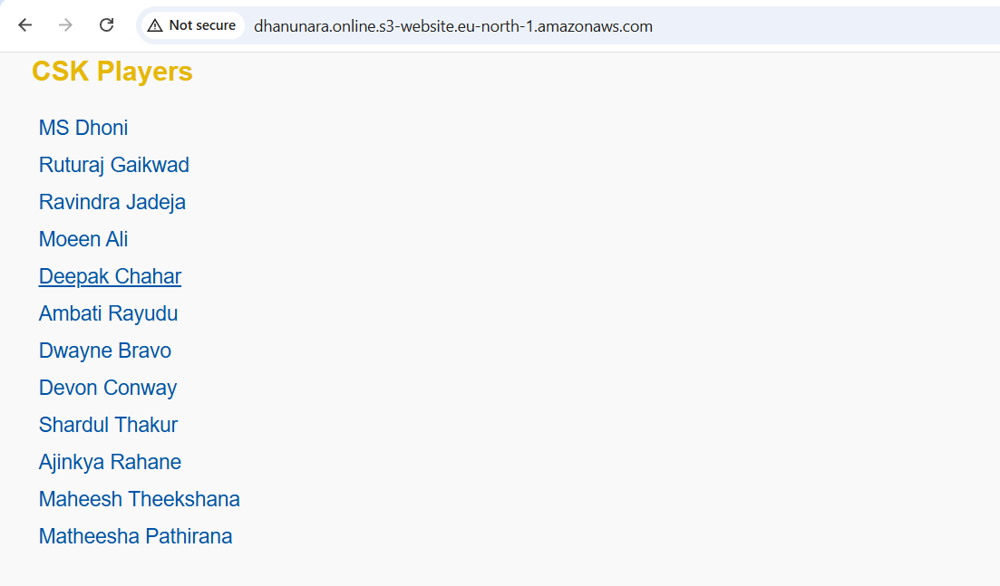 Not secure dhanunara.online.s3-website.eu-north-1.amazonaws.com
CSK Players
MS Dhoni
Ruturaj Gaikwad
Ravindra Jadeja
Moeen Ali
Deepak Chahar
Ambati Rayudu
Dwayne Bravo
Devon Conway
Shardul Thakur
Ajinkya Rahane
Maheesh Theekshana
Matheesha Pathirana